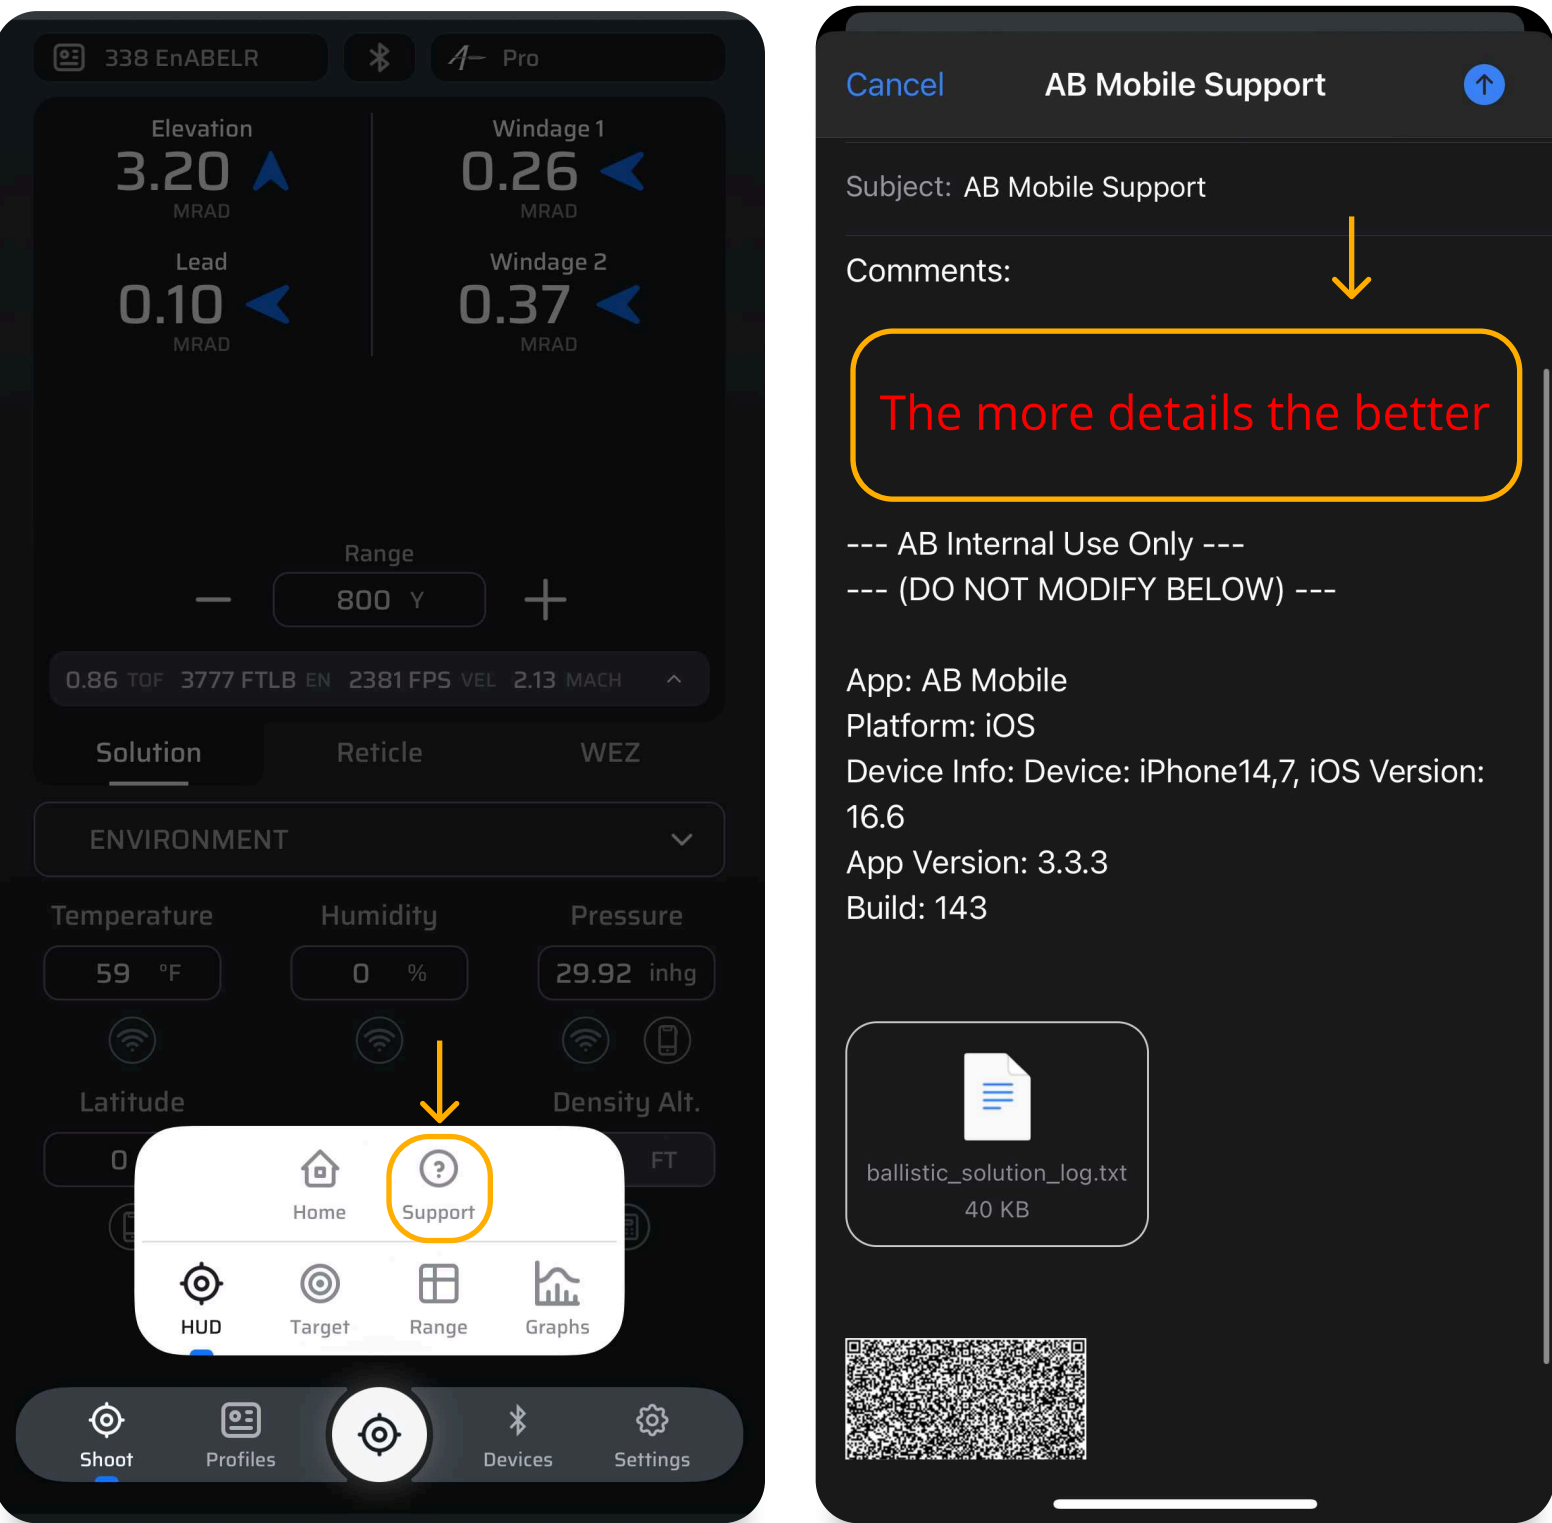 338 EnABELR
Pro
Elevation
Windage 1
3.20
0.26
MRAD
MRAD
Lead
Windage 2
0.10
0.37
MRAD
MRAD
Range
800 Y
0.86 TOF 3777 FTLB EN 2381 FPS VEL 2.13 MACH
Solution
Reticle
WEZ
ENVIRONMENT
Temperature
Humidity
Pressure
59 °F
0 %
29.92 inhg
Latitude
Density Alt.
0
FT
Home
Support
HUD
Target
Range
Graphs
Shoot
Profiles
Devices
Settings
Cancel
AB Mobile Support
Subject: AB Mobile Support
Comments:
The more details the better
--- AB Internal Use Only ---
--- (DO NOT MODIFY BELOW) ---
App: AB Mobile
Platform: iOS
Device Info: Device: iPhone14,7, iOS Version:
16.6
App Version: 3.3.3
Build: 143
ballistic_solution_log.txt
40 KB